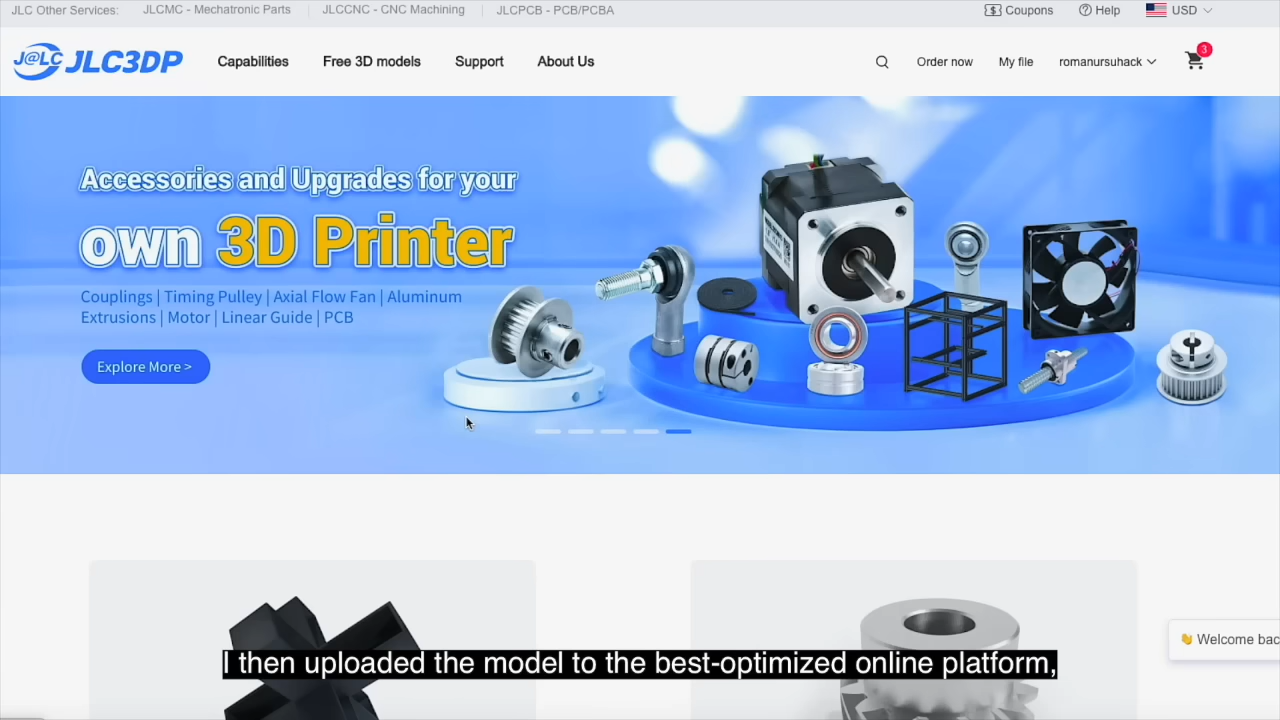 JLC Other Services:
JLCMC - Mechatronic Parts
JLCCNC - CNC Machining
JLCPCB - PCB/PCBA
Coupons
Help
USD
J@LC JLC3DP
Capabilities
Free 3D models
Support
About Us
Order now
My file
romanursuhack
3
Accessories and Upgrades for your
own 3D Printer
Couplings | Timing Pulley | Axial Flow Fan | Aluminum
Extrusions | Motor | Linear Guide | PCB
Explore More >
Welcome bac
I then uploaded the model to the best-optimized online platform,